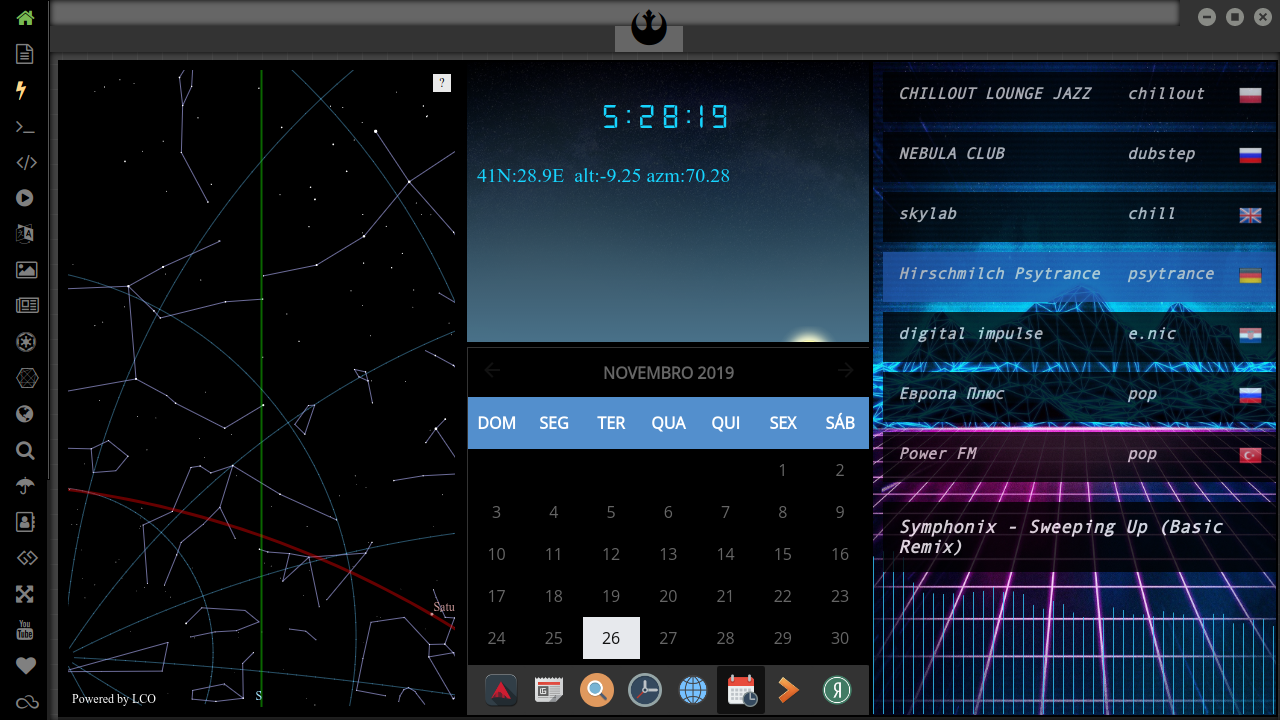 ?
Satu
S
Powered by LCO
5:28:19
41N:28.9E alt:-9.25 azm:70.28
NOVEMBRO 2019
DOM SEG TER QUA QUI SEX SÁB
1 2
3 4 5 6 7 8 9
10 11 12 13 14 15 16
17 18 19 20 21 22 23
24 25 26 27 28 29 30
CHILLOUT LOUNGE JAZZ chillout
NEBULA CLUB dubstep
skylab chill
Hirschmilch Psytrance psytrance
digital impulse e.nic
Европа Плюс pop
Power FM pop
Symphonix - Sweeping Up (Basic
Remix)
You
Tube
Я